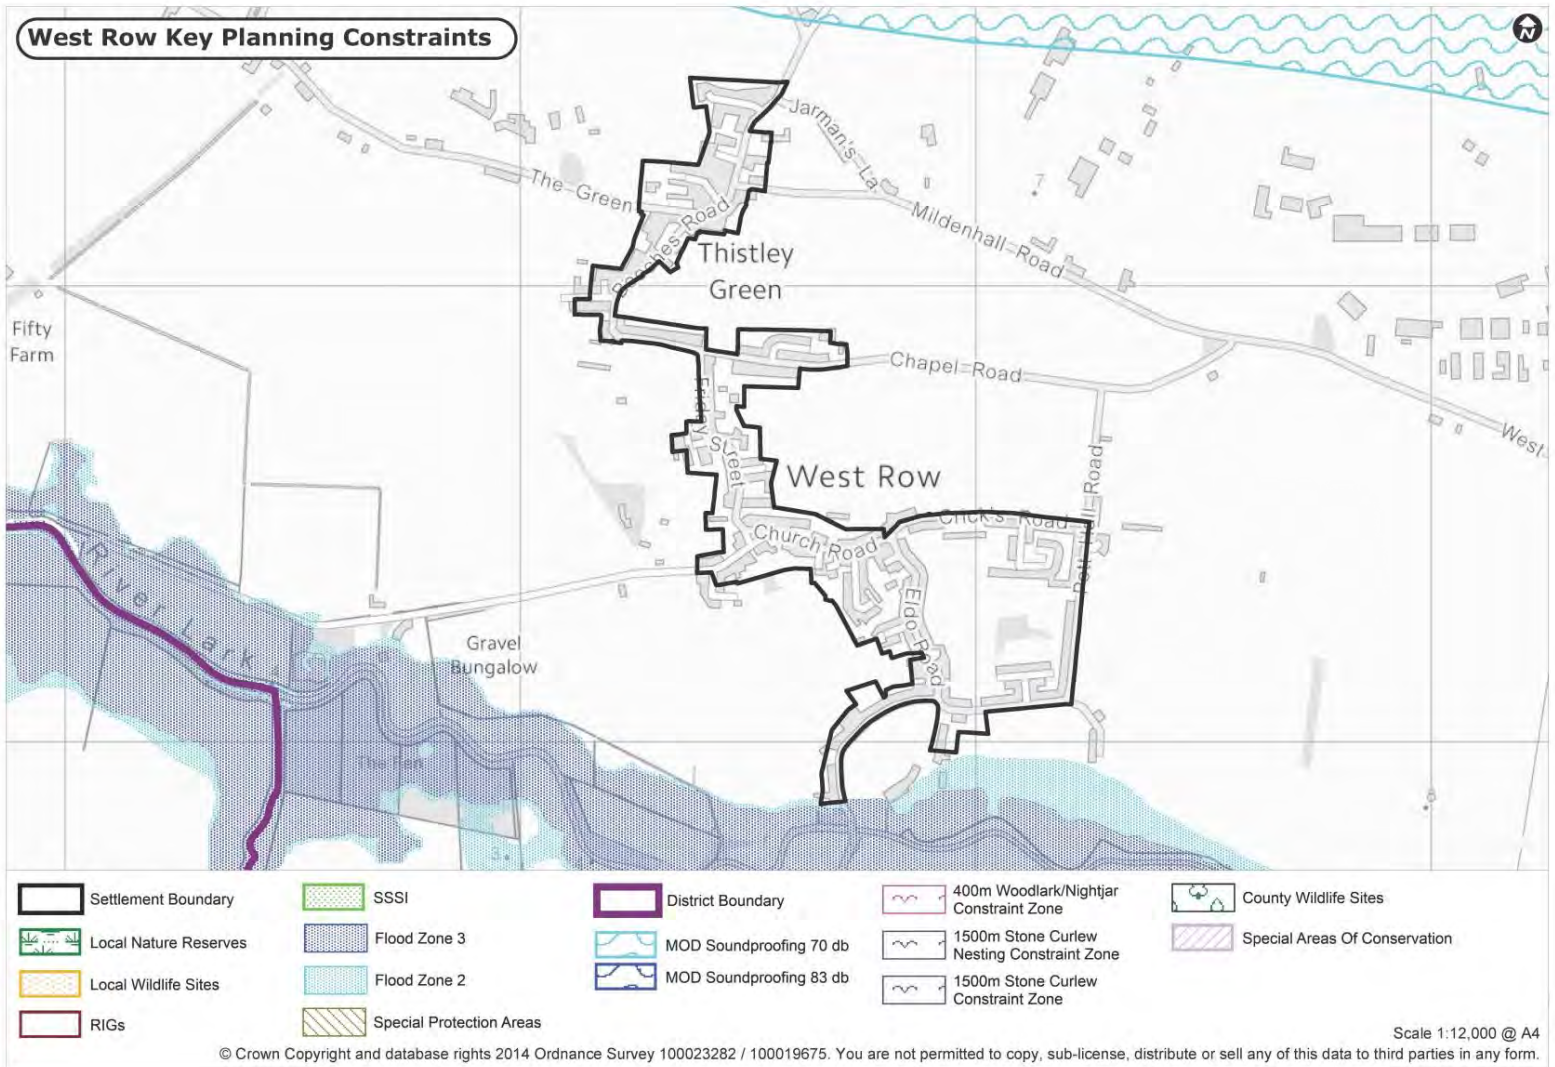 West Row Key Planning Constraints
N
Jarman's La
7
The Green
Mildenhall Road
Beeches Road
Thistley
Green
Fifty
Farm
Chapel Road
West
Friday Street
West Row
Crick's Road
Church Road
Eldo Road
River Lark
Gravel
Bungalow
The Fen
8
3
Settlement Boundary
SSSI
District Boundary
400m Woodlark/Nightjar
Constraint Zone
County Wildlife Sites
Local Nature Reserves
Flood Zone 3
MOD Soundproofing 70 db
1500m Stone Curlew
Nesting Constraint Zone
Special Areas Of Conservation
Local Wildlife Sites
Flood Zone 2
MOD Soundproofing 83 db
1500m Stone Curlew
Constraint Zone
RIGs
Special Protection Areas
Scale 1:12,000 @ A4
© Crown Copyright and database rights 2014 Ordnance Survey 100023282 / 100019675. You are not permitted to copy, sub-license, distribute or sell any of this data to third parties in any form.